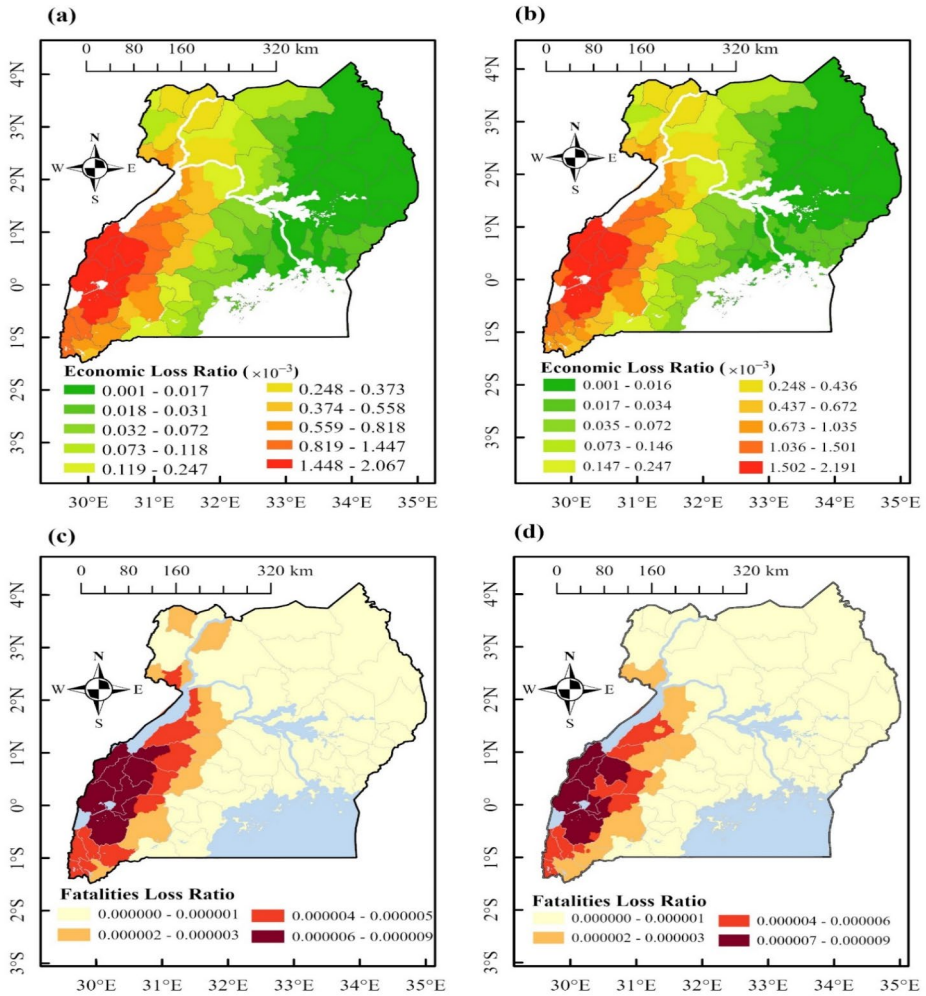 (a)
0 80 160 320 km
4°N
3°N
2°N
1°N
0°
1°S
2°S
3°S
N
W E
S
Economic Loss Ratio (×10⁻³)
0.001 - 0.017
0.018 - 0.031
0.032 - 0.072
0.073 - 0.118
0.119 - 0.247
0.248 - 0.373
0.374 - 0.558
0.559 - 0.818
0.819 - 1.447
1.448 - 2.067
30°E 31°E 32°E 33°E 34°E 35°E
(b)
0 80 160 320 km
4°N
3°N
2°N
1°N
0°
1°S
2°S
3°S
N
W E
S
Economic Loss Ratio (×10⁻³)
0.001 - 0.016
0.017 - 0.034
0.035 - 0.072
0.073 - 0.146
0.147 - 0.247
0.248 - 0.436
0.437 - 0.672
0.673 - 1.035
1.036 - 1.501
1.502 - 2.191
30°E 31°E 32°E 33°E 34°E 35°E
(c)
0 80 160 320 km
4°N
3°N
2°N
1°N
0°
1°S
2°S
3°S
N
W E
S
Fatalities Loss Ratio
0.000000 - 0.000001
0.000002 - 0.000003
0.000004 - 0.000005
0.000006 - 0.000009
30°E 31°E 32°E 33°E 34°E 35°E
(d)
0 80 160 320 km
4°N
3°N
2°N
1°N
0°
1°S
2°S
3°S
N
W E
S
Fatalities Loss Ratio
0.000000 - 0.000001
0.000002 - 0.000003
0.000004 - 0.000006
0.000007 - 0.000009
30°E 31°E 32°E 33°E 34°E 35°E